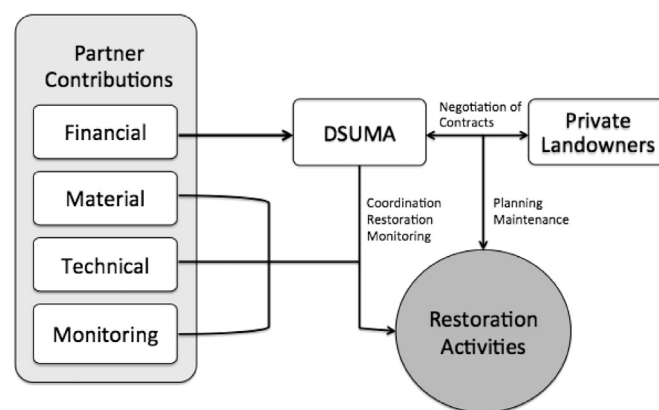 Partner
Contributions
Financial
Material
Technical
Monitoring
DSUMA
Negotiation of
Contracts
Private
Landowners
Coordination
Restoration
Monitoring
Planning
Maintenance
Restoration
Activities